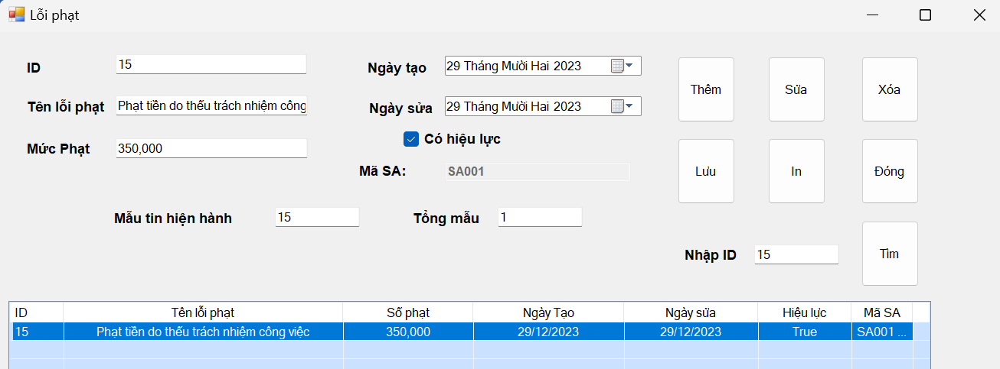 Lỗi phạt
ID 15 Ngày tạo 29 Tháng Mười Hai 2023 Thêm Sửa Xóa
Tên lỗi phạt Phạt tiền do thếu trách nhiệm công Ngày sửa 29 Tháng Mười Hai 2023
Mức Phạt 350,000 Có hiệu lực
Mã SA: SA001 Lưu In Đóng
Mẫu tin hiện hành 15 Tổng mẫu 1
Nhập ID 15 Tìm
ID Tên lỗi phạt Số phạt Ngày Tạo Ngày sửa Hiệu lực Mã SA
15 Phạt tiền do thếu trách nhiệm công việc 350,000 29/12/2023 29/12/2023 True SA001 ...